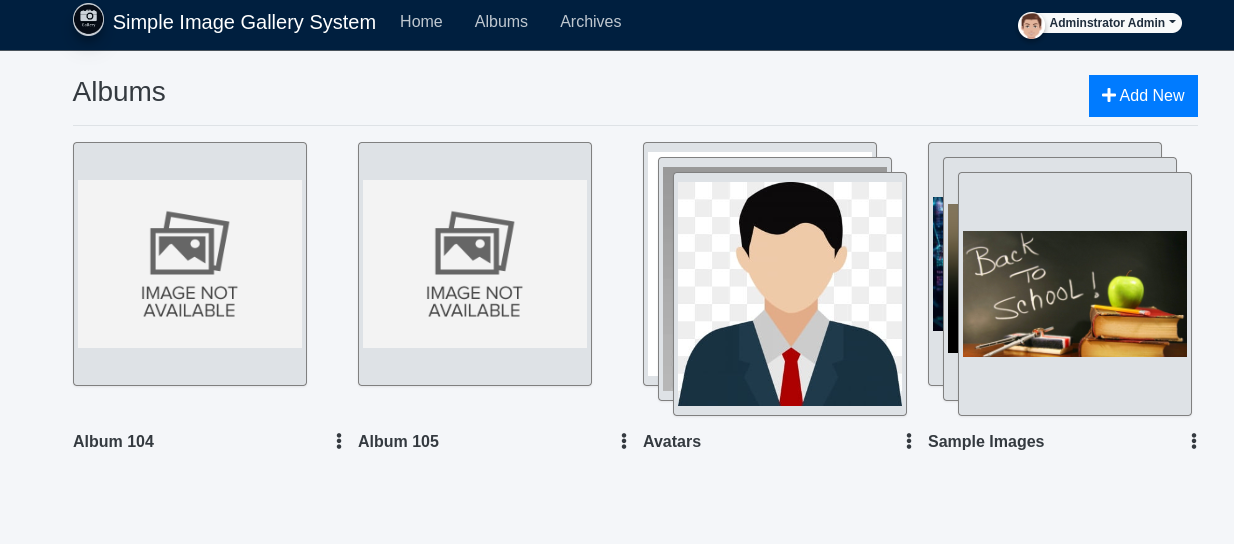 Simple Image Gallery System
Home
Albums
Archives
Adminstrator Admin
Albums
Add New
IMAGE NOT
AVAILABLE
IMAGE NOT
AVAILABLE
Back
To
School!
Album 104
Album 105
Avatars
Sample Images